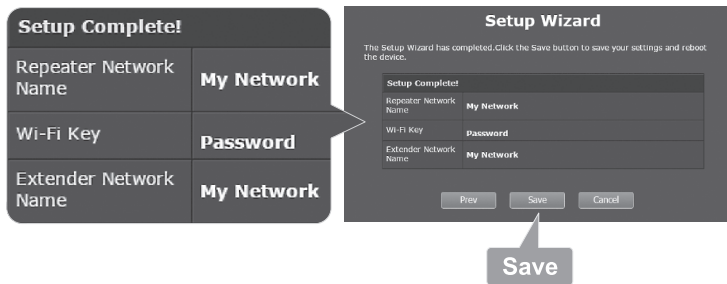 Setup Complete!
Repeater Network
Name
My Network
Wi-Fi Key
Password
Extender Network
Name
My Network
Setup Wizard
The Setup Wizard has completed.Click the Save button to save your settings and reboot
the device.
Setup Complete!
Repeater Network
Name
My Network
Wi-Fi Key
Password
Extender Network
Name
My Network
Prev
Save
Cancel
Save